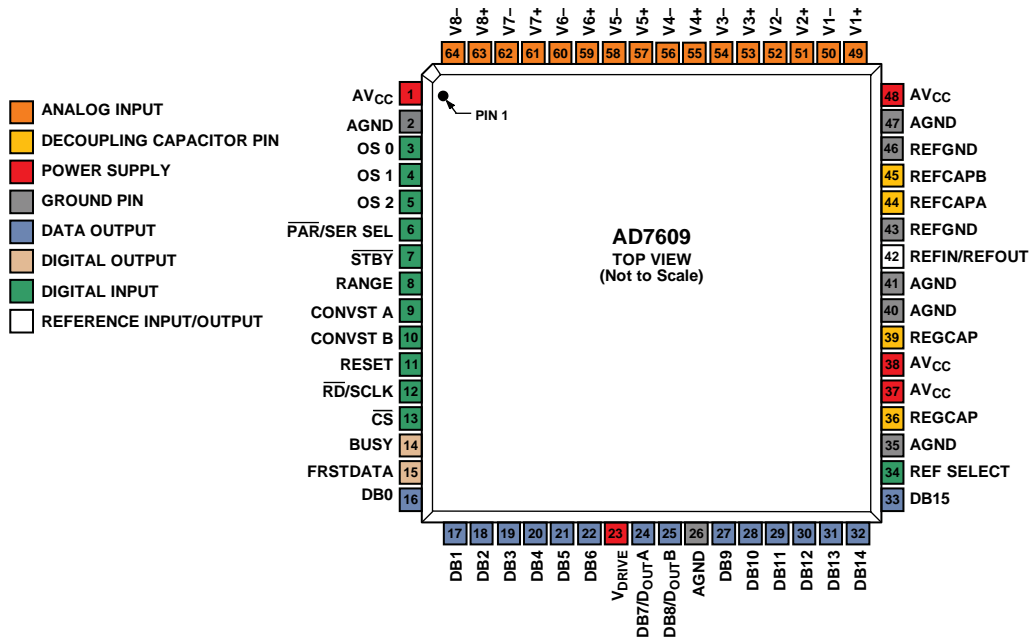 V8–
V8+
V7–
V7+
V6–
V6+
V5–
V5+
V4–
V4+
V3–
V3+
V2–
V2+
V1–
V1+
64 63 62 61 60 59 58 57 56 55 54 53 52 51 50 49
ANALOG INPUT
DECOUPLING CAPACITOR PIN
POWER SUPPLY
GROUND PIN
DATA OUTPUT
DIGITAL OUTPUT
DIGITAL INPUT
REFERENCE INPUT/OUTPUT
AVCC 1
AGND 2
OS 0 3
OS 1 4
OS 2 5
PAR/SER SEL 6
STBY 7
RANGE 8
CONVST A 9
CONVST B 10
RESET 11
RD/SCLK 12
CS 13
BUSY 14
FRSTDATA 15
DB0 16
PIN 1
AD7609
TOP VIEW
(Not to Scale)
48 AVCC
47 AGND
46 REFGND
45 REFCAPB
44 REFCAPA
43 REFGND
42 REFIN/REFOUT
41 AGND
40 AGND
39 REGCAP
38 AVCC
37 AVCC
36 REGCAP
35 AGND
34 REF SELECT
33 DB15
17 18 19 20 21 22 23 24 25 26 27 28 29 30 31 32
DB1
DB2
DB3
DB4
DB5
DB6
VDRIVE
DB7/DOUTA
DB8/DOUTB
AGND
DB9
DB10
DB11
DB12
DB13
DB14